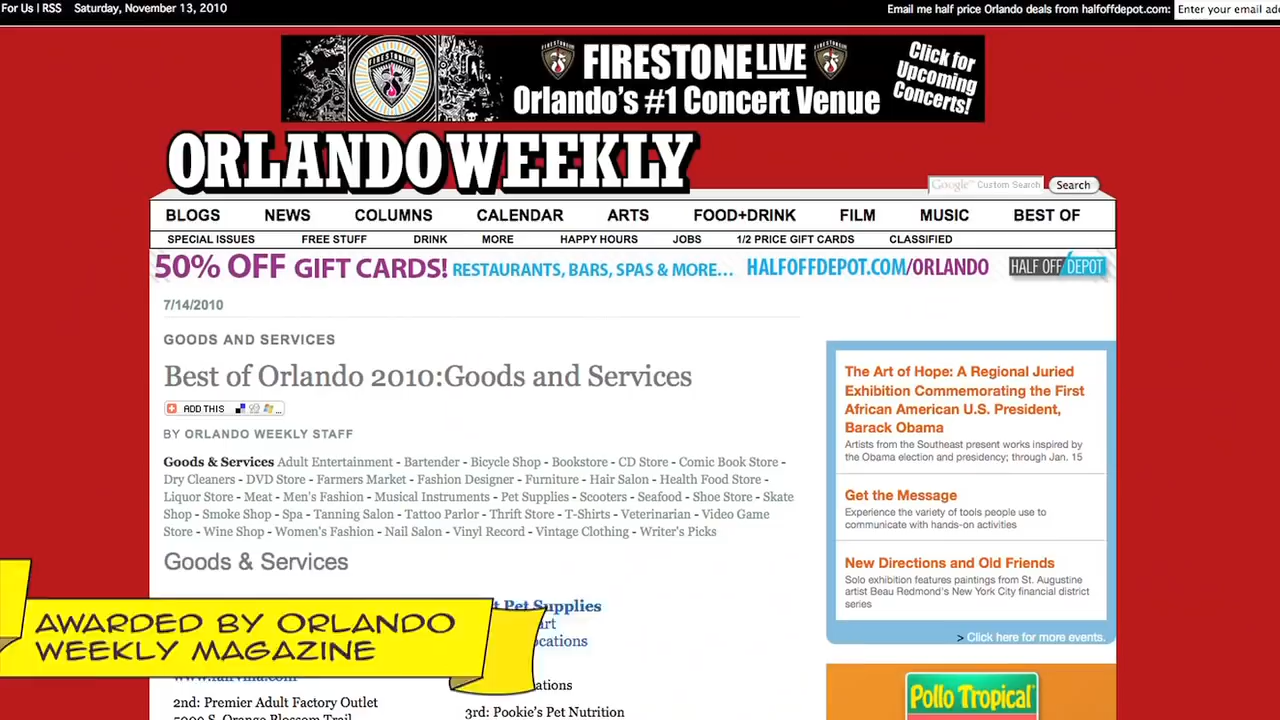 For Us | RSS Saturday, November 13, 2010 Email me half price Orlando deals from halfoffdepot.com: Enter your email
FIRESTONE LIVE
Orlando's #1 Concert Venue
Click for
Upcoming
Concerts!
ORLANDO WEEKLY
Google™ Custom Search Search
BLOGS NEWS COLUMNS CALENDAR ARTS FOOD+DRINK FILM MUSIC BEST OF
SPECIAL ISSUES FREE STUFF DRINK MORE HAPPY HOURS JOBS 1/2 PRICE GIFT CARDS CLASSIFIED
50% OFF GIFT CARDS! RESTAURANTS, BARS, SPAS & MORE... HALFOFFDEPOT.COM/ORLANDO HALF OFF DEPOT
7/14/2010
GOODS AND SERVICES
Best of Orlando 2010:Goods and Services
ADD THIS
BY ORLANDO WEEKLY STAFF
Goods & Services Adult Entertainment - Bartender - Bicycle Shop - Bookstore - CD Store - Comic Book Store -
Dry Cleaners - DVD Store - Farmers Market - Fashion Designer - Furniture - Hair Salon - Health Food Store -
Liquor Store - Meat - Men's Fashion - Musical Instruments - Pet Supplies - Scooters - Seafood - Shoe Store - Skate
Shop - Smoke Shop - Spa - Tanning Salon - Tattoo Parlor - Thrift Store - T-Shirts - Veterinarian - Video Game
Store - Wine Shop - Women's Fashion - Nail Salon - Vinyl Record - Vintage Clothing - Writer's Picks
Goods & Services
Pet Supplies
2nd: Premier Adult Factory Outlet
5000 S. Orange Blossom Trail
3rd: Pookie's Pet Nutrition
AWARDED BY ORLANDO
WEEKLY MAGAZINE
The Art of Hope: A Regional Juried
Exhibition Commemorating the First
African American U.S. President,
Barack Obama
Artists from the Southeast present works inspired by
the Obama election and presidency; through Jan. 15
Get the Message
Experience the variety of tools people use to
communicate with hands-on activities
New Directions and Old Friends
Solo exhibition features paintings from St. Augustine
artist Beau Redmond's New York City financial district
series
> Click here for more events.
Pollo Tropical